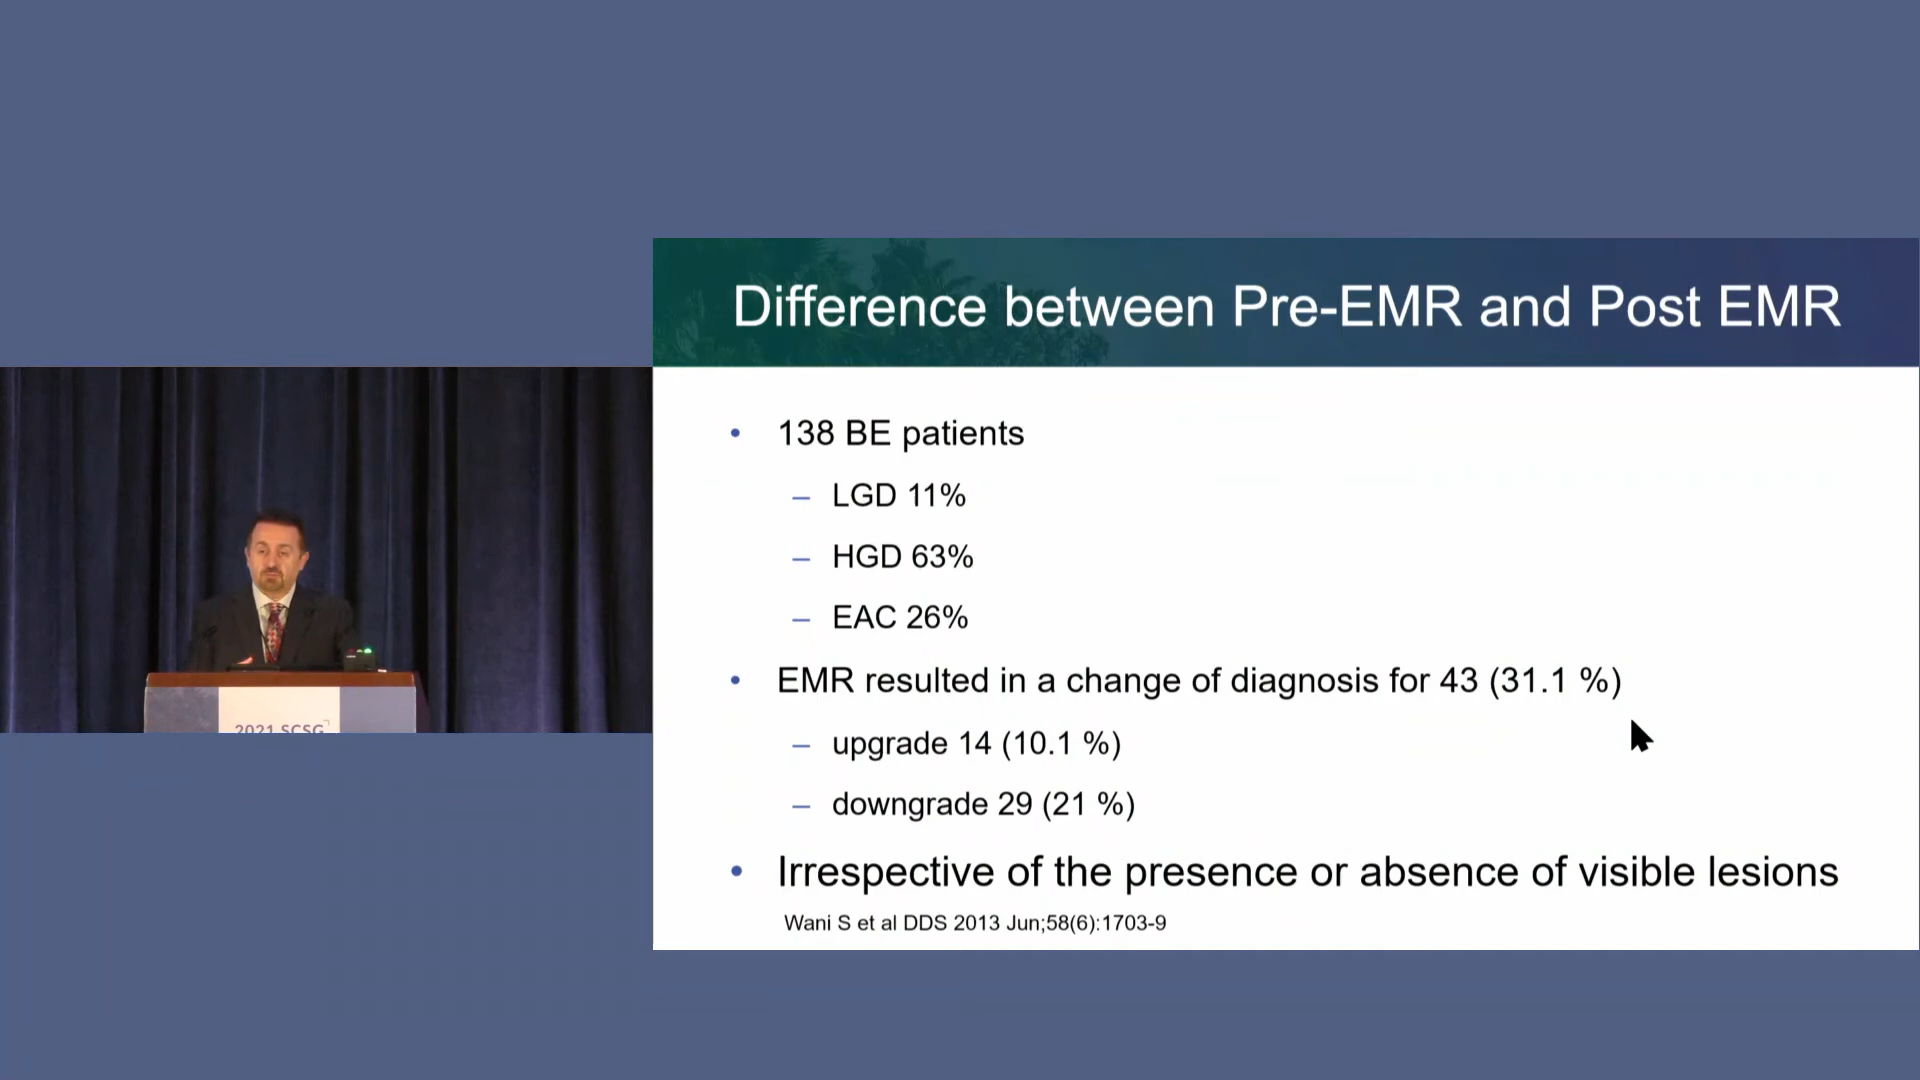 Difference between Pre-EMR and Post EMR
• 138 BE patients
– LGD 11%
– HGD 63%
– EAC 26%
• EMR resulted in a change of diagnosis for 43 (31.1 %)
– upgrade 14 (10.1 %)
– downgrade 29 (21 %)
• Irrespective of the presence or absence of visible lesions
Wani S et al DDS 2013 Jun;58(6):1703-9
2021 SCSG